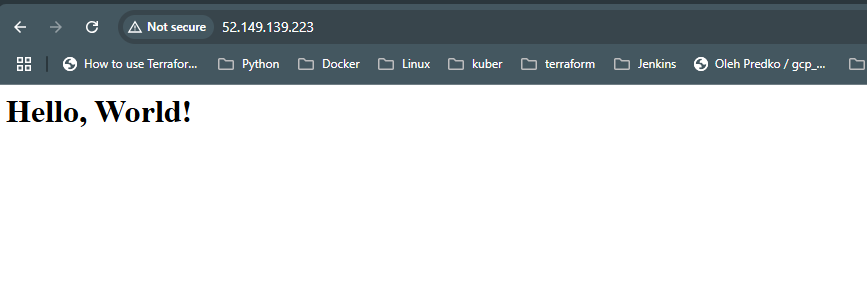 Not secure 52.149.139.223
How to use Terrafor... Python Docker Linux kuber terraform Jenkins Oleh Predko / gcp_...
Hello, World!